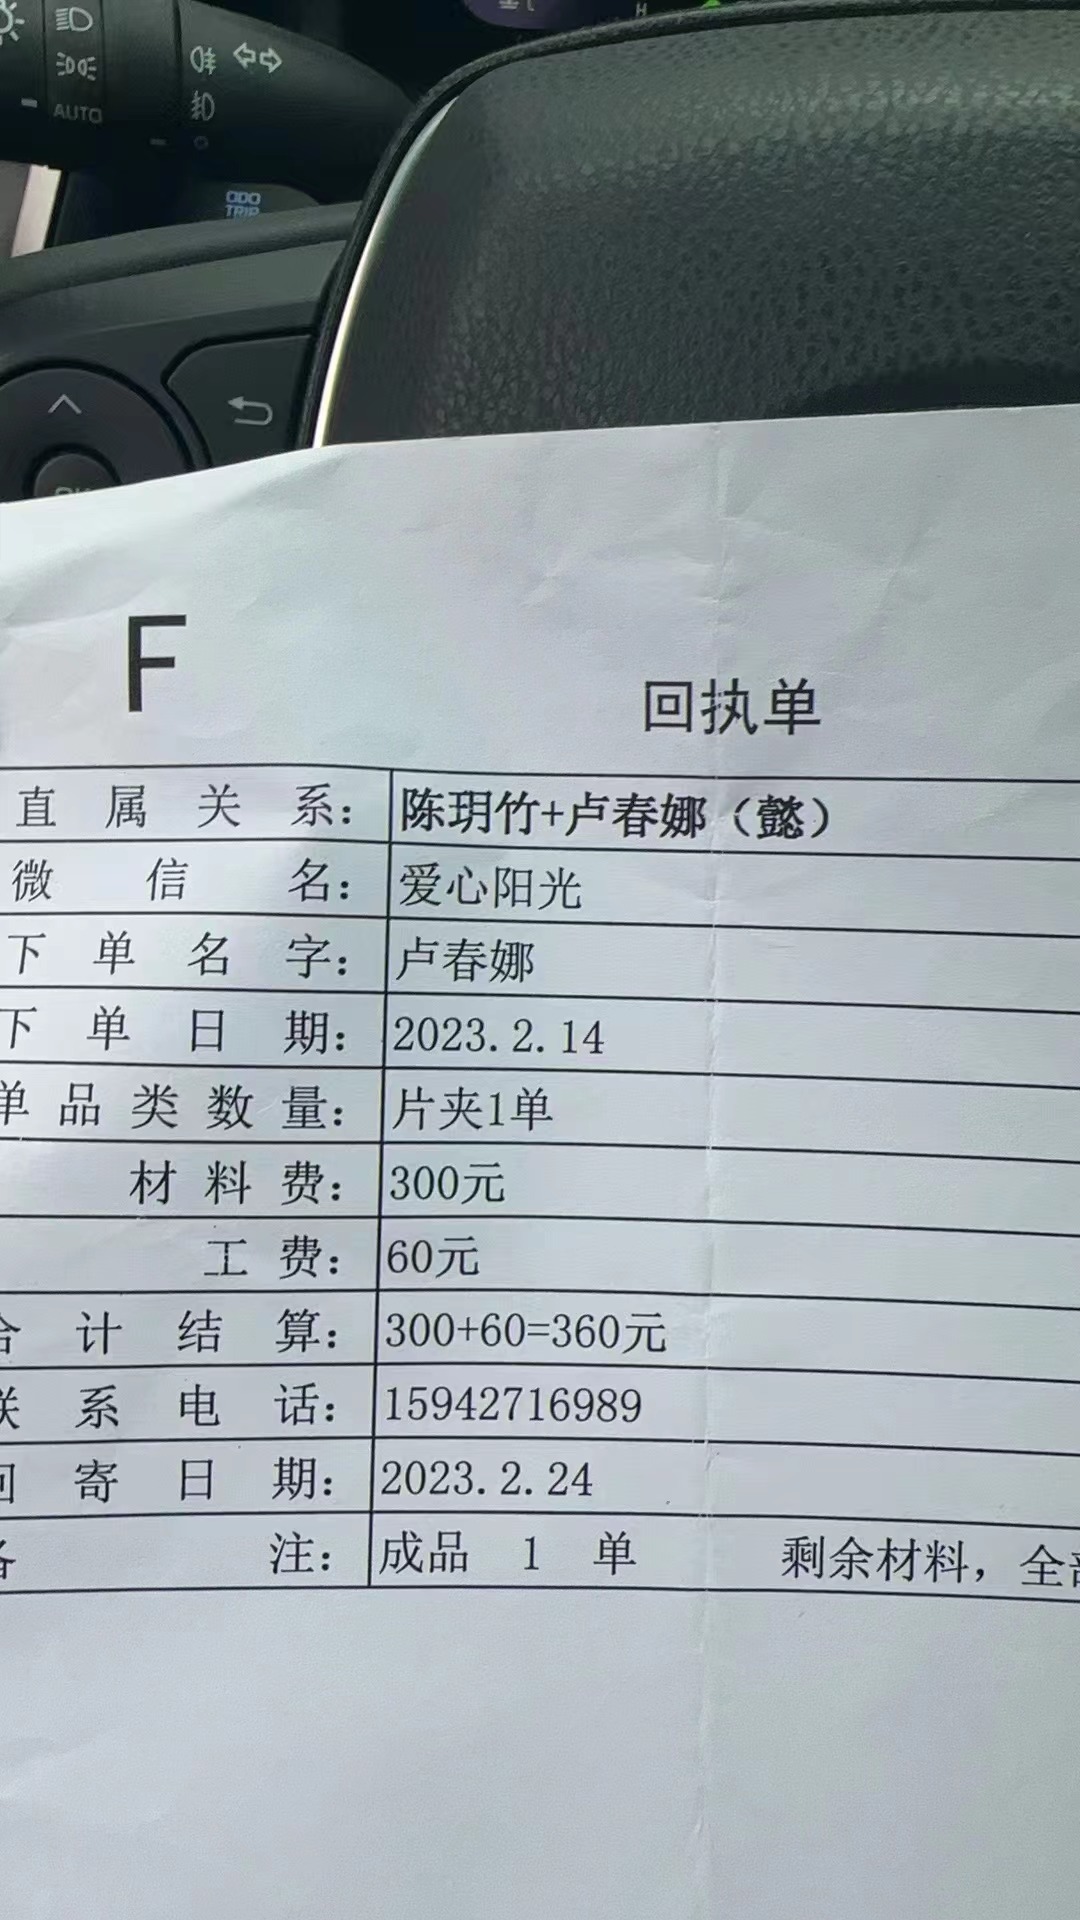 AUTO
ODO
TRIP
H
F
回执单
直属关系：陈玥竹+卢春娜（懿）
微信名：爱心阳光
下单名字：卢春娜
下单日期：2023.2.14
单品类数量：片夹1单
材料费：300元
工费：60元
合计结算：300+60=360元
联系电话：15942716989
回寄日期：2023.2.24
备注：成品 1 单 剩余材料，全部